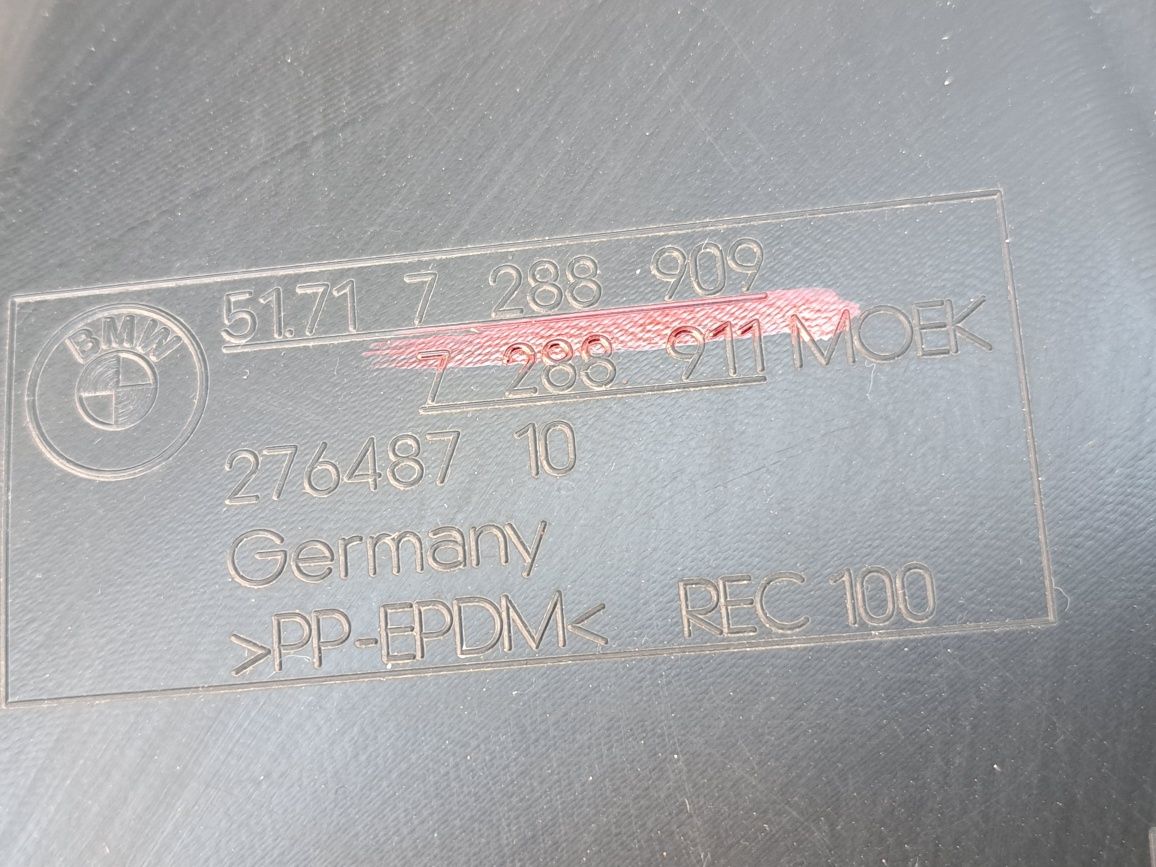 BMW
51.71 7 288 909
7 288 911 MOEK
276487 10
Germany
>PP-EPDM< REC 100